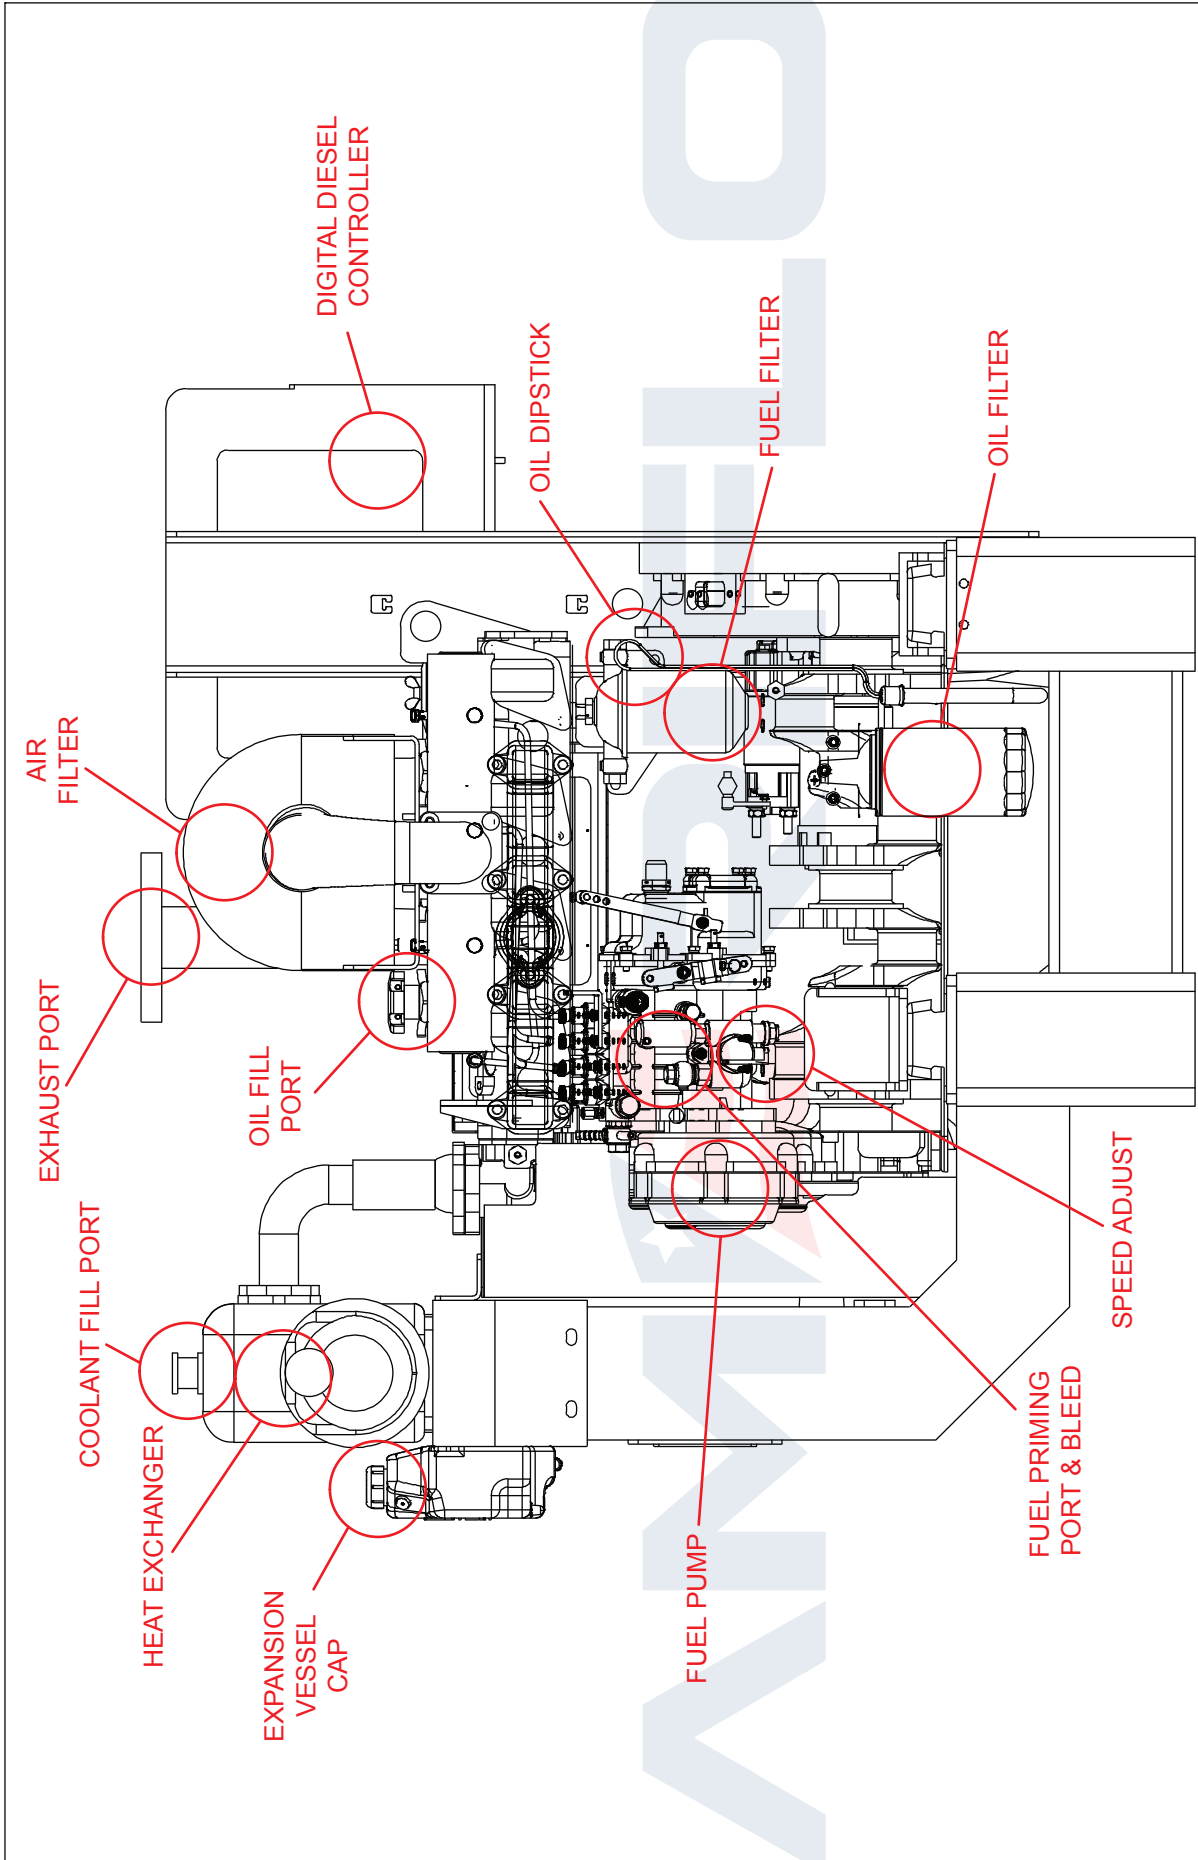 COOLANT FILL PORT
HEAT EXCHANGER
EXPANSION
VESSEL
CAP
EXHAUST PORT
OIL FILL
PORT
AIR
FILTER
DIGITAL DIESEL
CONTROLLER
OIL DIPSTICK
FUEL FILTER
OIL FILTER
FUEL PUMP
FUEL PRIMING
PORT & BLEED
SPEED ADJUST